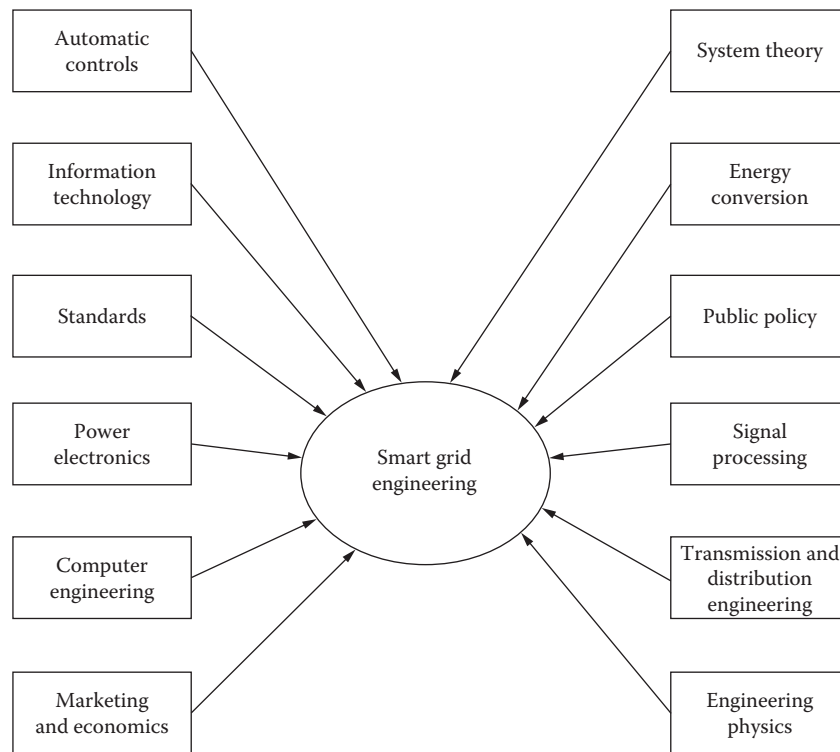 Automatic
controls
System theory
Information
technology
Energy
conversion
Standards
Public policy
Power
electronics
Smart grid
engineering
Signal
processing
Computer
engineering
Transmission and
distribution
engineering
Marketing
and economics
Engineering
physics